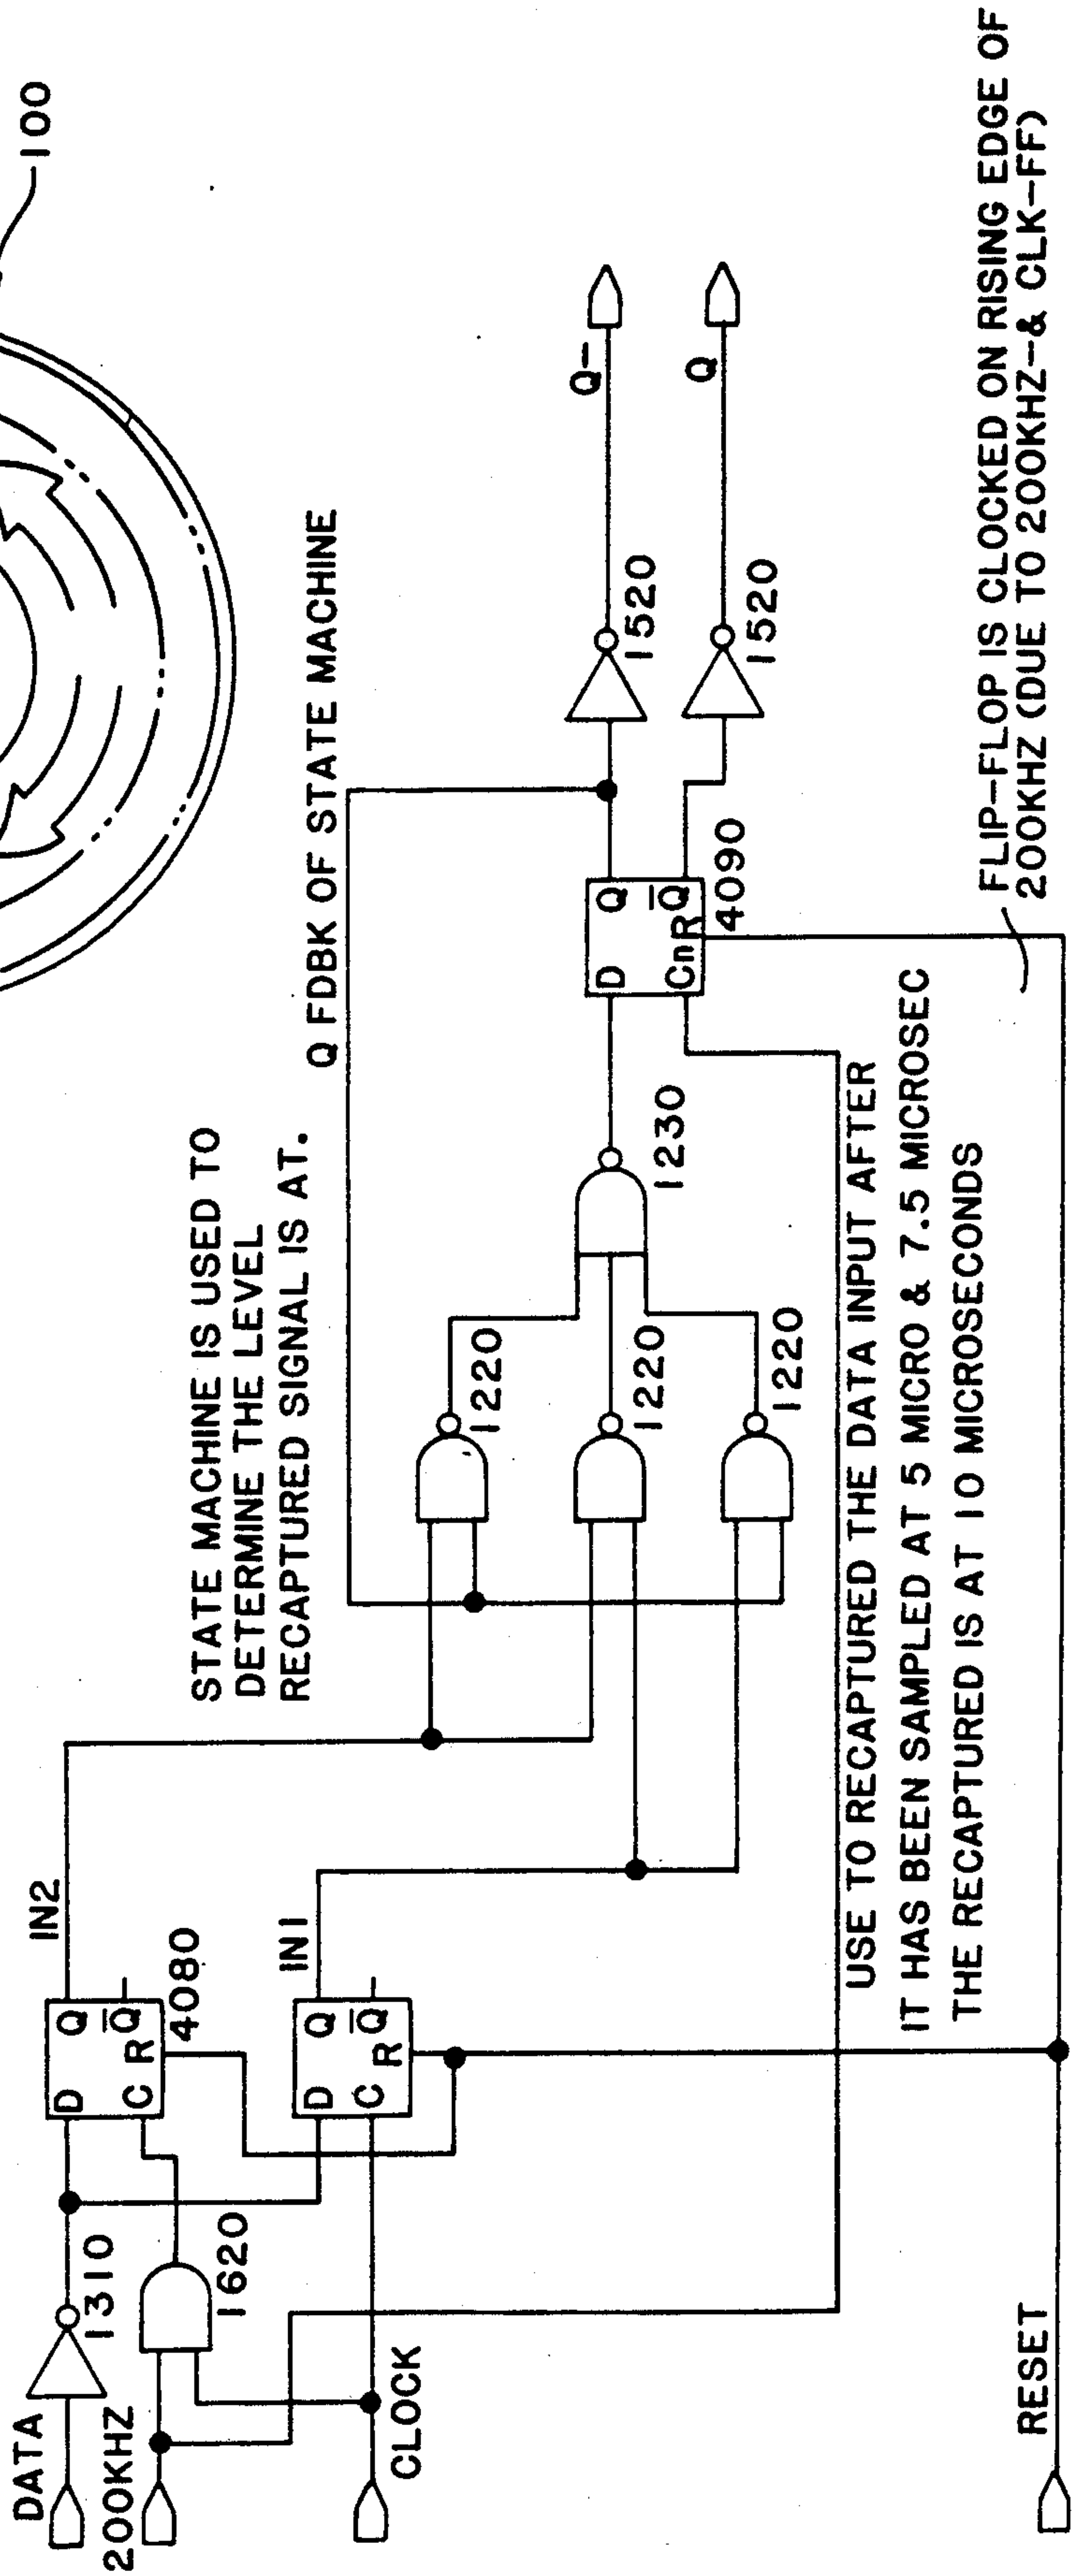 100
DATA
1310
200KHZ
1620
CLOCK
RESET
D Q
C R Q
4080
IN2
D Q
C R Q
IN1
STATE MACHINE IS USED TO
DETERMINE THE LEVEL
RECAPTURED SIGNAL IS AT.
Q FDBK OF STATE MACHINE
1220
1220
1220
1230
D Q
Cn R Q
4090
1520
Q-
1520
Q
USE TO RECAPTURED THE DATA INPUT AFTER
IT HAS BEEN SAMPLED AT 5 MICRO & 7.5 MICROSEC
THE RECAPTURED IS AT 10 MICROSECONDS
FLIP-FLOP IS CLOCKED ON RISING EDGE OF
200KHZ (DUE TO 200KHZ-& CLK-FF)